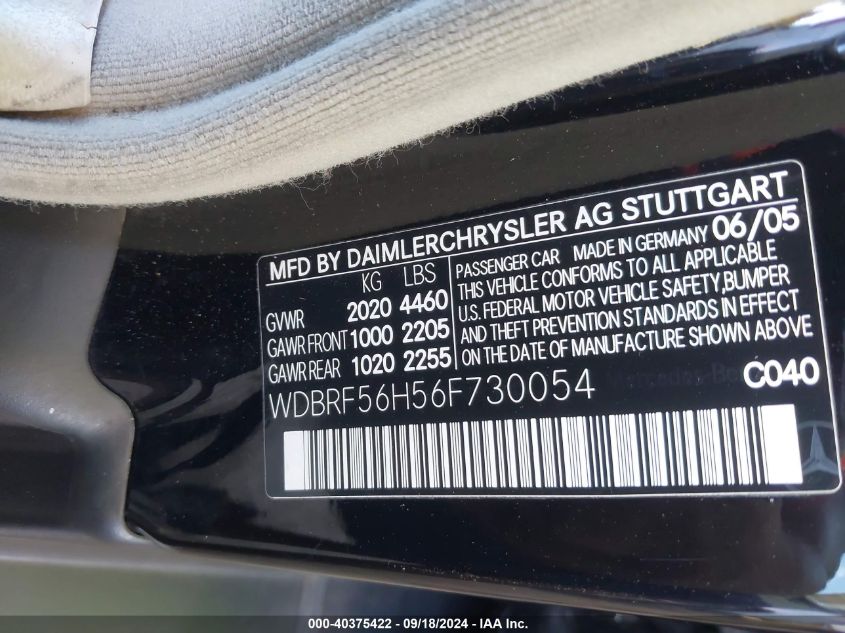 MFD BY DAIMLERCHRYSLER AG STUTTGART
KG LBS
GVWR 2020 4460
GAWR FRONT 1000 2205
GAWR REAR 1020 2255
PASSENGER CAR MADE IN GERMANY 06/05
THIS VEHICLE CONFORMS TO ALL APPLICABLE
U.S. FEDERAL MOTOR VEHICLE SAFETY,BUMPER
AND THEFT PREVENTION STANDARDS IN EFFECT
ON THE DATE OF MANUFACTURE SHOWN ABOVE
WDBRF56H56F730054 Mercedes-Benz C040
000-40375422 - 09/18/2024 - IAA Inc.